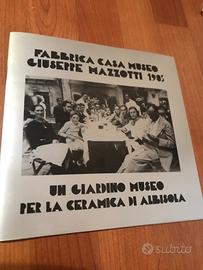 FABBRICA CASA MUSEO
GIUSEPPE MAZZOTTI 1903
UN GIARDINO MUSEO
PER LA CERAMICA DI ALBISOLA
subito